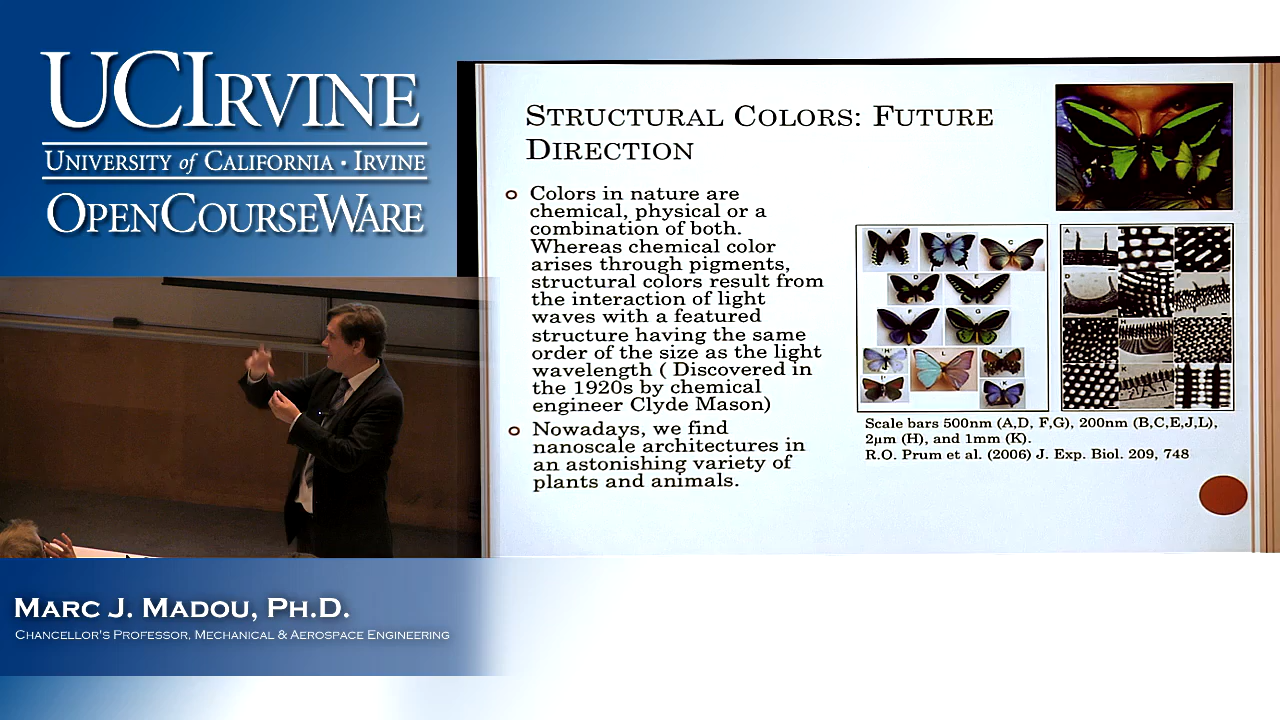 UCIRVINE
UNIVERSITY of CALIFORNIA · IRVINE
OPENCOURSEWARE
STRUCTURAL COLORS: FUTURE
DIRECTION
Colors in nature are
chemical, physical or a
combination of both.
Whereas chemical color
arises through pigments,
structural colors result from
the interaction of light
waves with a featured
structure having the same
order of the size as the light
wavelength ( Discovered in
the 1920s by chemical
engineer Clyde Mason)
Nowadays, we find
nanoscale architectures in
an astonishing variety of
plants and animals.
Scale bars 500nm (A,D, F,G), 200nm (B,C,E,J,L),
2µm (H), and 1mm (K).
R.O. Prum et al. (2006) J. Exp. Biol. 209, 748
MARC J. MADOU, PH.D.
CHANCELLOR'S PROFESSOR, MECHANICAL & AEROSPACE ENGINEERING